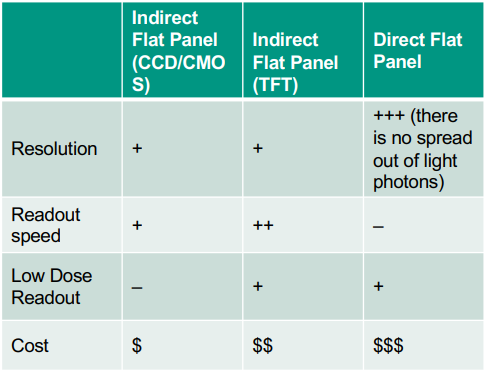 Indirect
Flat Panel
(CCD/CMO
S)
Indirect
Flat Panel
(TFT)
Direct Flat
Panel
Resolution
+
+
+++ (there
is no spread
out of light
photons)
Readout
speed
+
++
–
Low Dose
Readout
–
+
+
Cost
$
$$
$$$